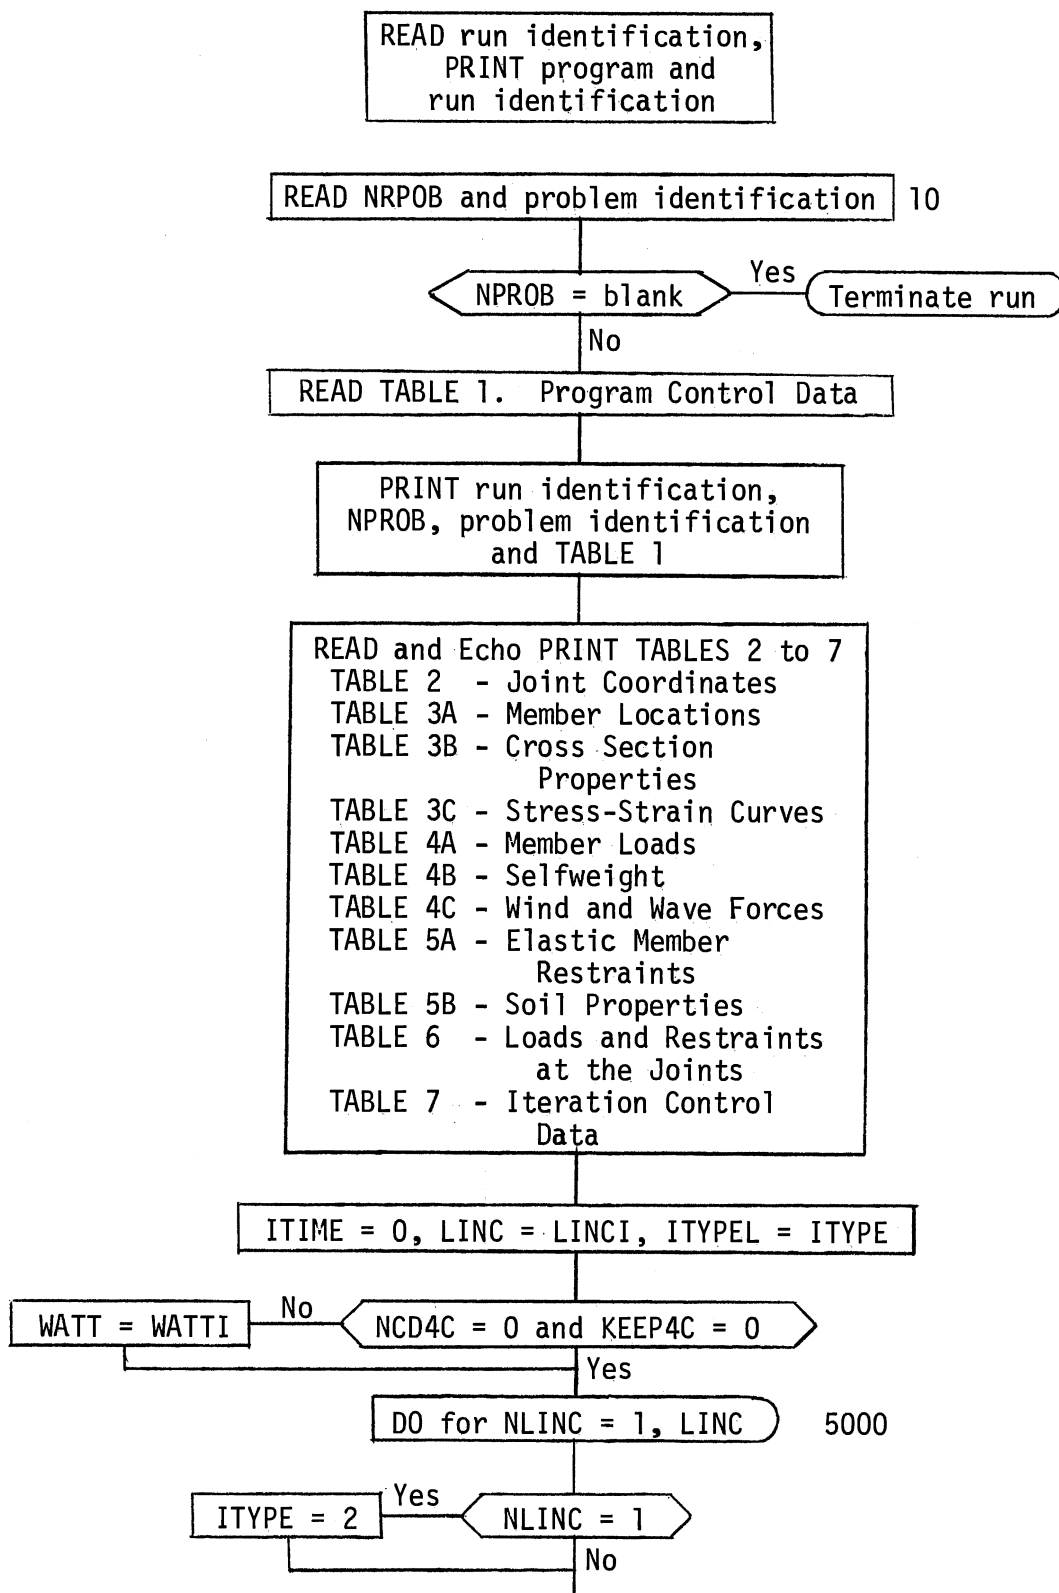 READ run identification,
PRINT program and
run identification
READ NRPOB and problem identification 10
NPROB = blank
Yes
Terminate run
No
READ TABLE 1. Program Control Data
PRINT run identification,
NPROB, problem identification
and TABLE 1
READ and Echo PRINT TABLES 2 to 7
TABLE 2 - Joint Coordinates
TABLE 3A - Member Locations
TABLE 3B - Cross Section
Properties
TABLE 3C - Stress-Strain Curves
TABLE 4A - Member Loads
TABLE 4B - Selfweight
TABLE 4C - Wind and Wave Forces
TABLE 5A - Elastic Member
Restraints
TABLE 5B - Soil Properties
TABLE 6 - Loads and Restraints
at the Joints
TABLE 7 - Iteration Control
Data
ITIME = 0, LINC = LINCI, ITYPEL = ITYPE
WATT = WATTI
No
NCD4C = 0 and KEEP4C = 0
Yes
DO for NLINC = 1, LINC 5000
ITYPE = 2
Yes
NLINC = 1
No